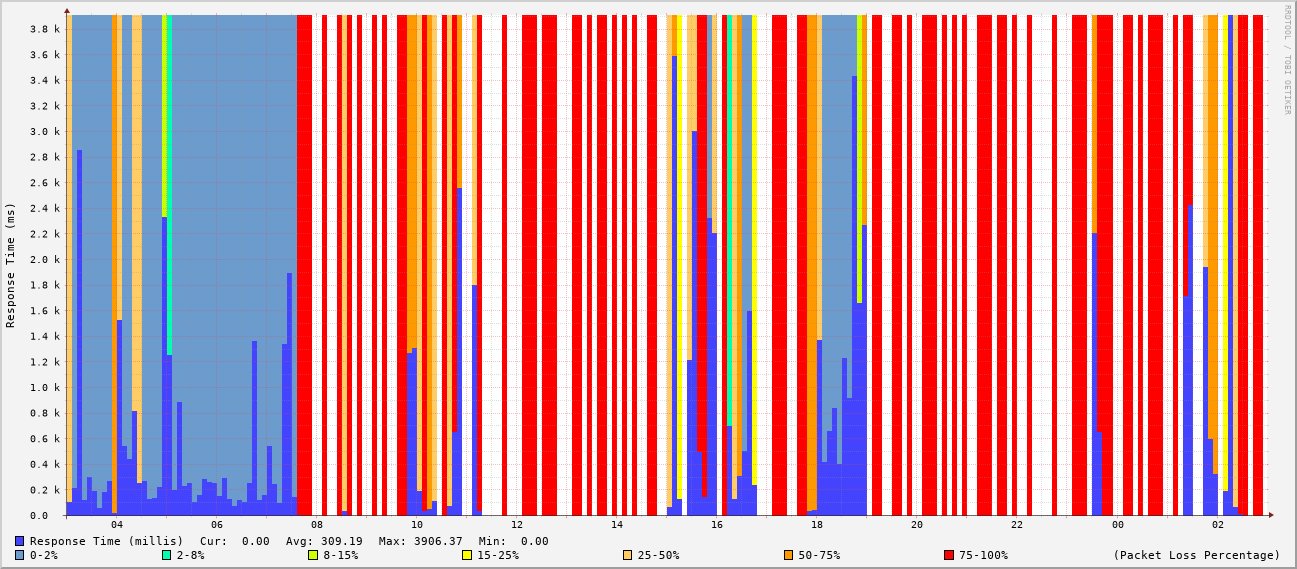 RRDTOOL / TOBI OETIKER
Response Time (ms)
3.8 k
3.6 k
3.4 k
3.2 k
3.0 k
2.8 k
2.6 k
2.4 k
2.2 k
2.0 k
1.8 k
1.6 k
1.4 k
1.2 k
1.0 k
0.8 k
0.6 k
0.4 k
0.2 k
0.0
04 06 08 10 12 14 16 18 20 22 00 02
Response Time (millis) Cur: 0.00 Avg: 309.19 Max: 3906.37 Min: 0.00
0-2% 2-8% 8-15% 15-25% 25-50% 50-75% 75-100% (Packet Loss Percentage)